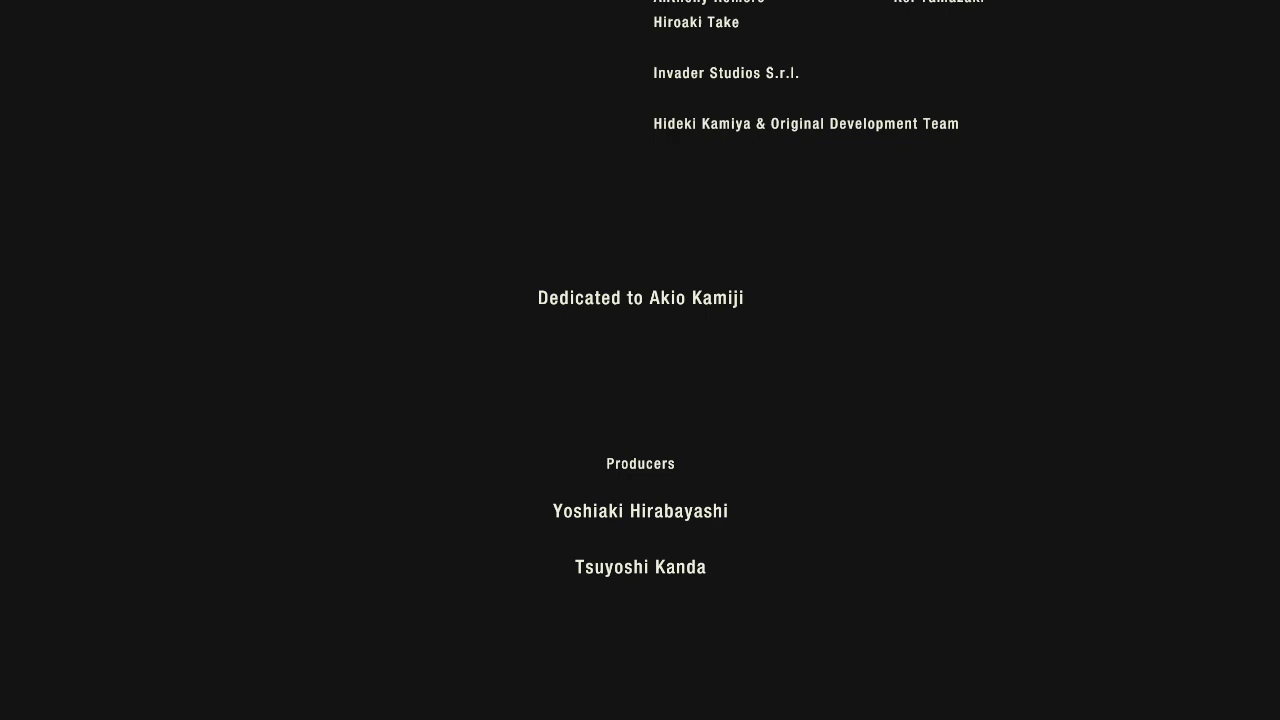 Hiroaki Take
Invader Studios S.r.l.
Hideki Kamiya & Original Development Team
Dedicated to Akio Kamiji
Producers
Yoshiaki Hirabayashi
Tsuyoshi Kanda